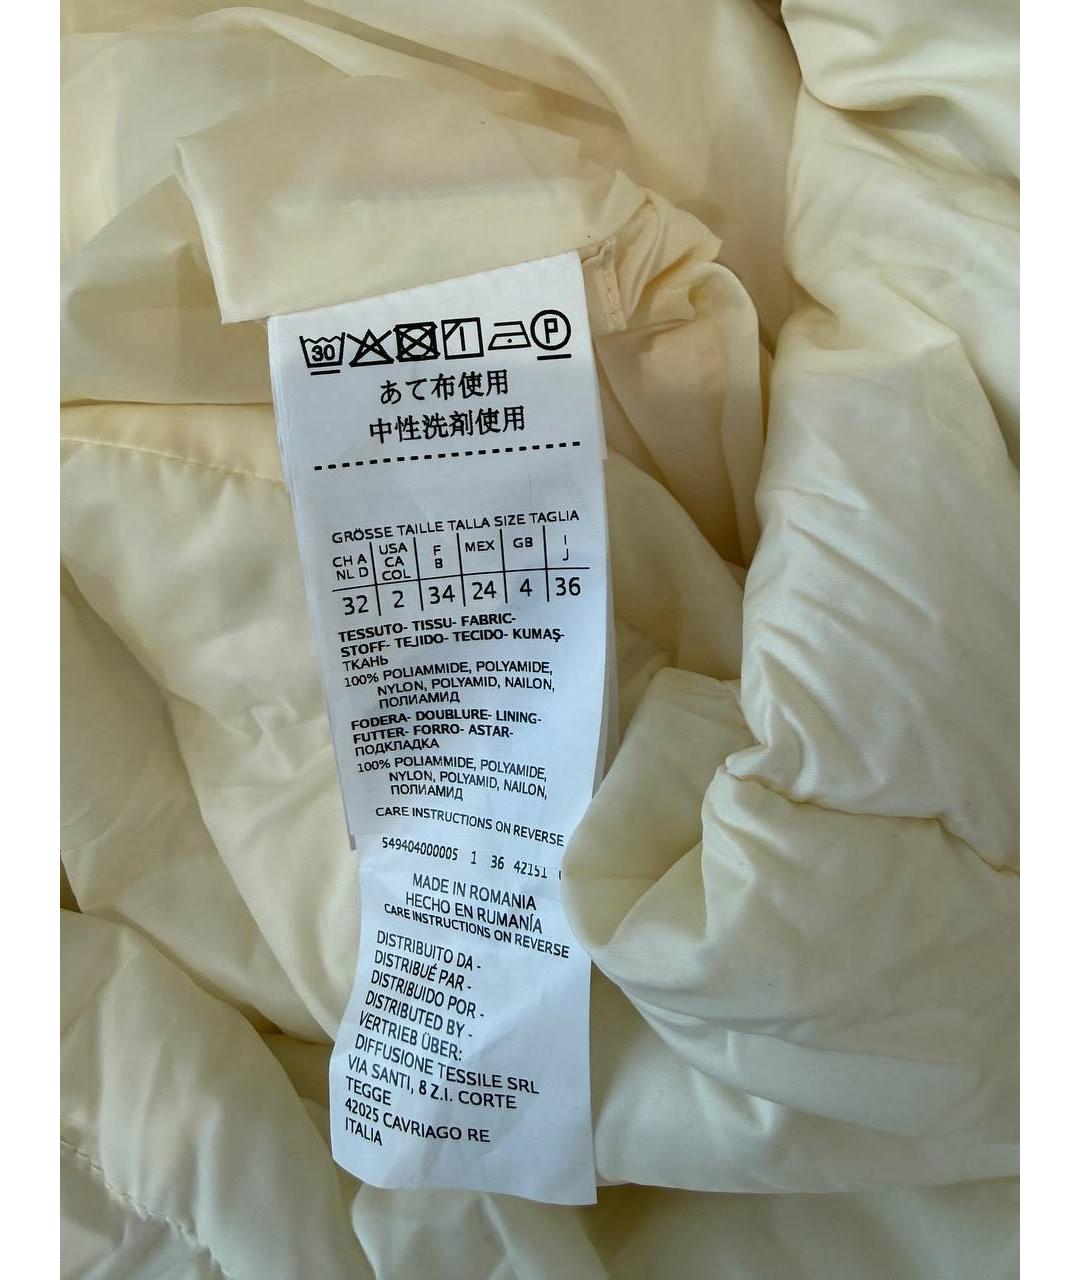 30 P
あて布使用
中性洗剤使用
GRÖSSE TAILLE TALLA SIZE TAGLIA
CH A NL D USA CA COL F B MEX GB I J
32 2 34 24 4 36
TESSUTO- TISSU- FABRIC-
STOFF- TEJIDO- TECIDO- KUMAŞ-
ТКАНЬ
100% POLIAMMIDE, POLYAMIDE,
NYLON, POLYAMID, NAILON,
ПОЛИАМИД
FODERA- DOUBLURE- LINING-
FUTTER- FORRO- ASTAR-
ПОДКЛАДКА
100% POLIAMMIDE, POLYAMIDE,
NYLON, POLYAMID, NAILON,
ПОЛИАМИД
CARE INSTRUCTIONS ON REVERSE
549404000005 1 36 42151
MADE IN ROMANIA
HECHO EN RUMANÍA
CARE INSTRUCTIONS ON REVERSE
DISTRIBUITO DA -
DISTRIBUÉ PAR -
DISTRIBUIDO POR -
DISTRIBUTED BY -
VERTRIEB ÜBER:
DIFFUSIONE TESSILE SRL
VIA SANTI, 8 Z.I. CORTE
TEGGE
42025 CAVRIAGO RE
ITALIA